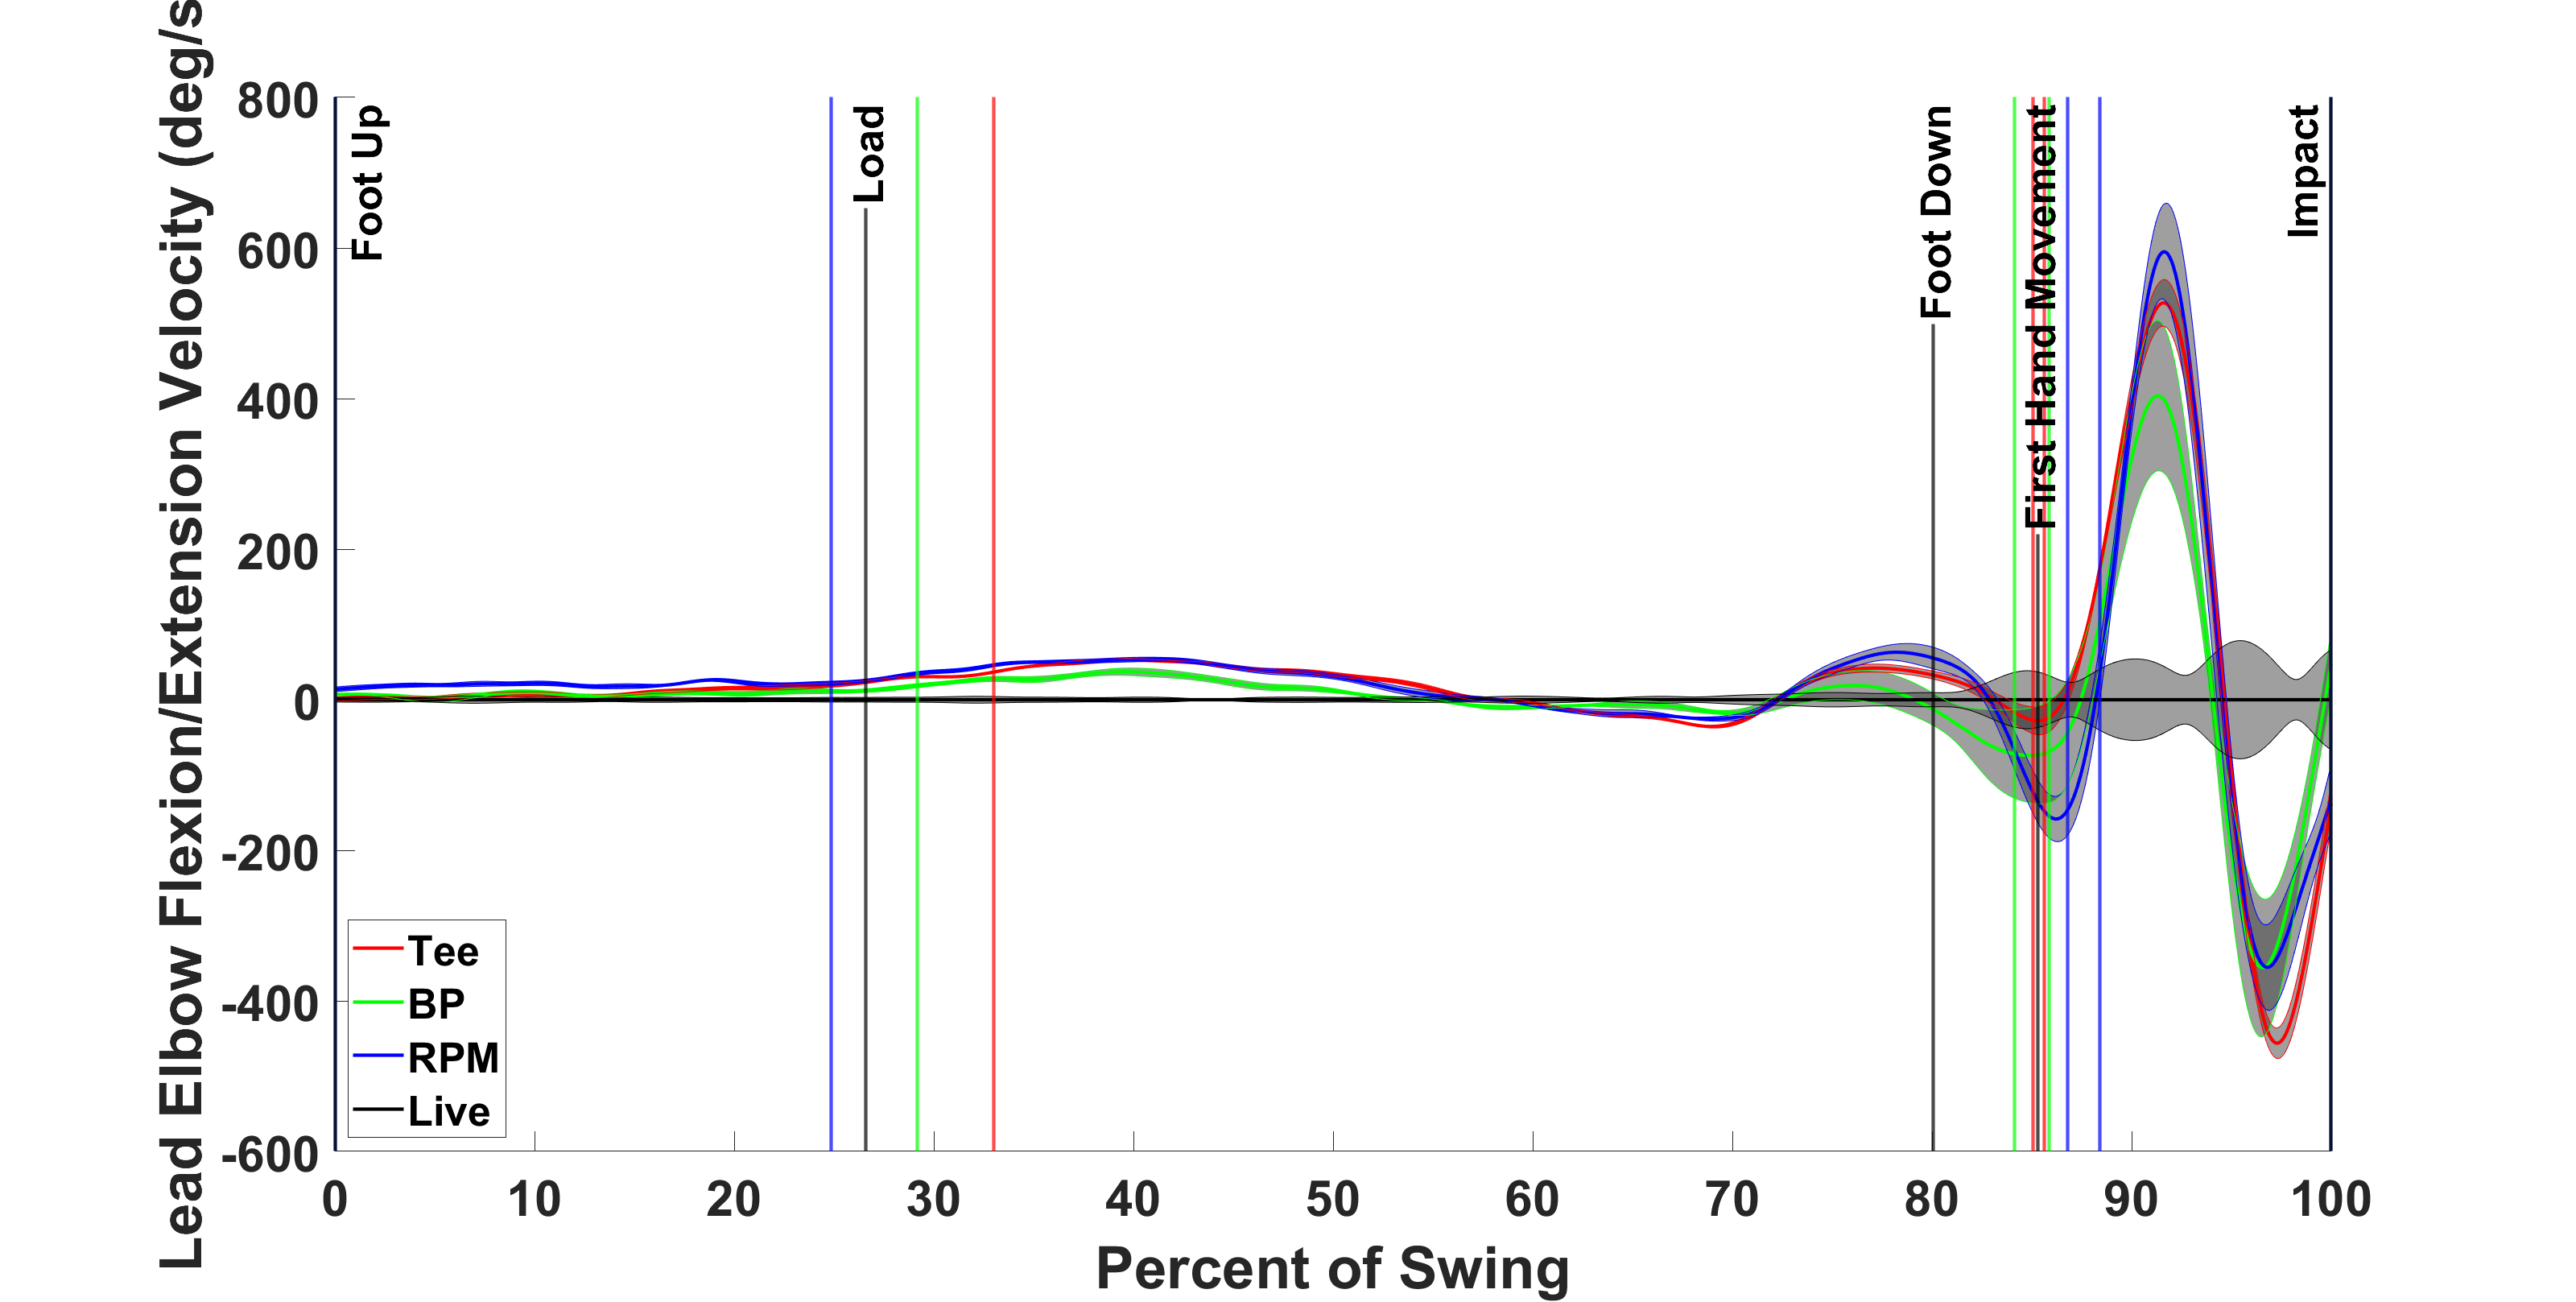 Lead Elbow Flexion/Extension Velocity (deg/s
800
600
400
200
0
-200
-400
-600
Foot Up
Load
Foot Down
First Hand Movement
Impact
Tee
BP
RPM
Live
0 10 20 30 40 50 60 70 80 90 100
Percent of Swing